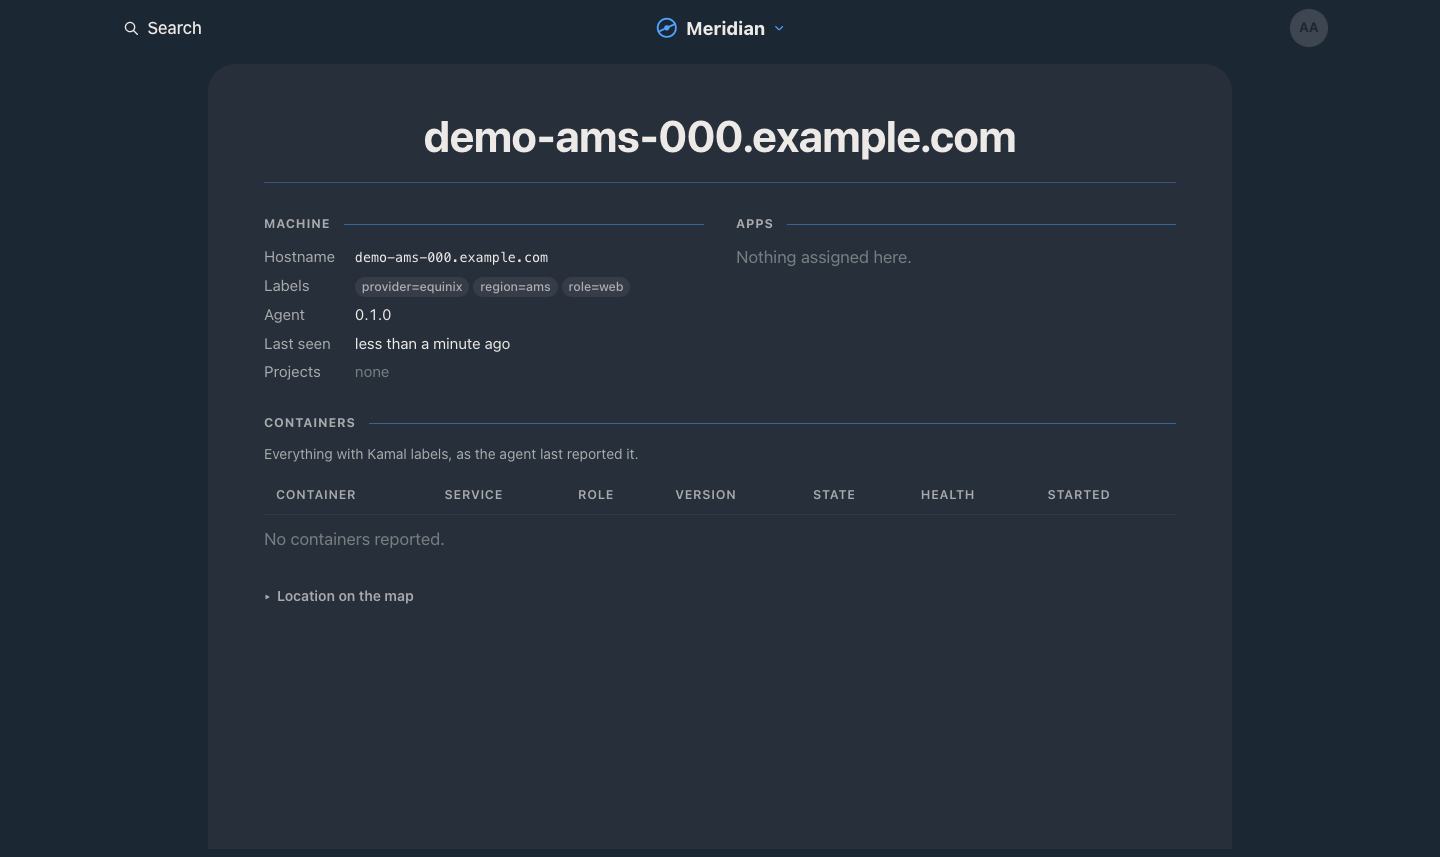 Search
Meridian
AA
demo-ams-000.example.com
MACHINE
Hostname demo-ams-000.example.com
Labels provider=equinix region=ams role=web
Agent 0.1.0
Last seen less than a minute ago
Projects none
APPS
Nothing assigned here.
CONTAINERS
Everything with Kamal labels, as the agent last reported it.
CONTAINER SERVICE ROLE VERSION STATE HEALTH STARTED
No containers reported.
Location on the map